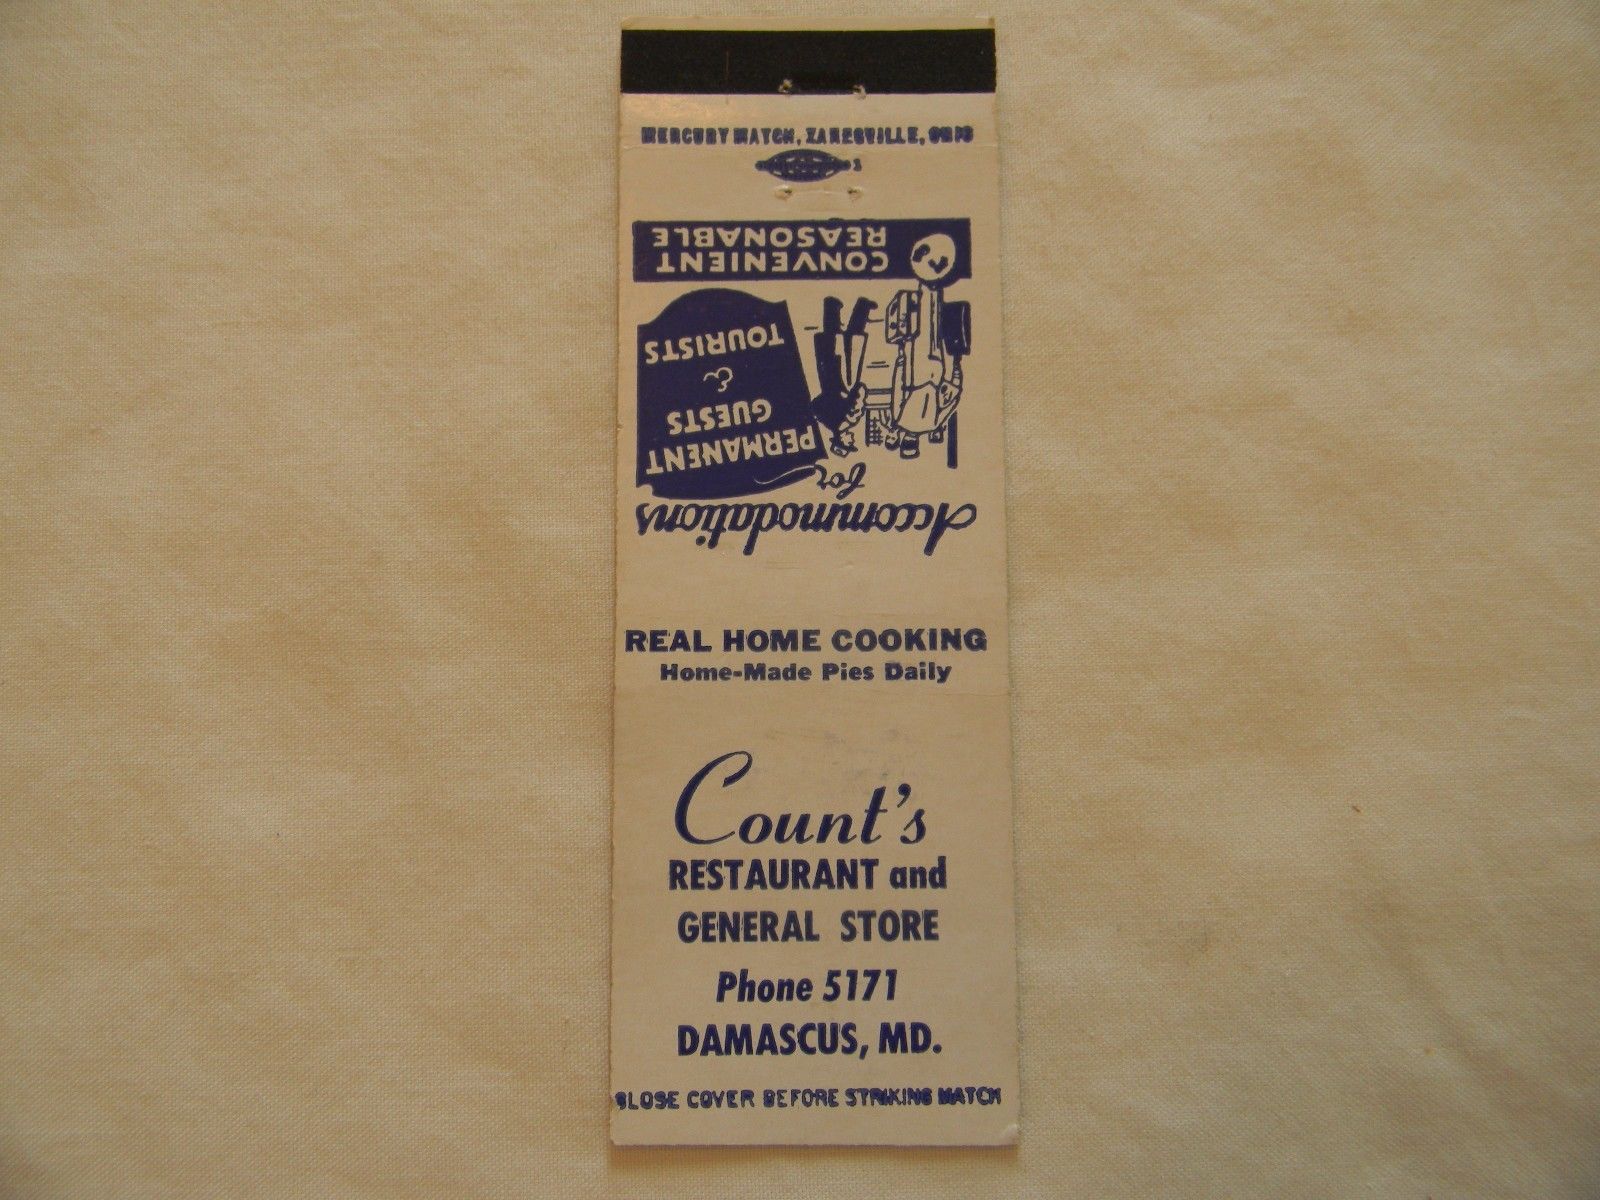 MERCURY MATCH, ZANESVILLE, OHIO
Accommodations
for
PERMANENT
GUESTS
&
TOURISTS
CONVENIENT
REASONABLE
REAL HOME COOKING
Home-Made Pies Daily
Count's
RESTAURANT and
GENERAL STORE
Phone 5171
DAMASCUS, MD.
CLOSE COVER BEFORE STRIKING MATCH